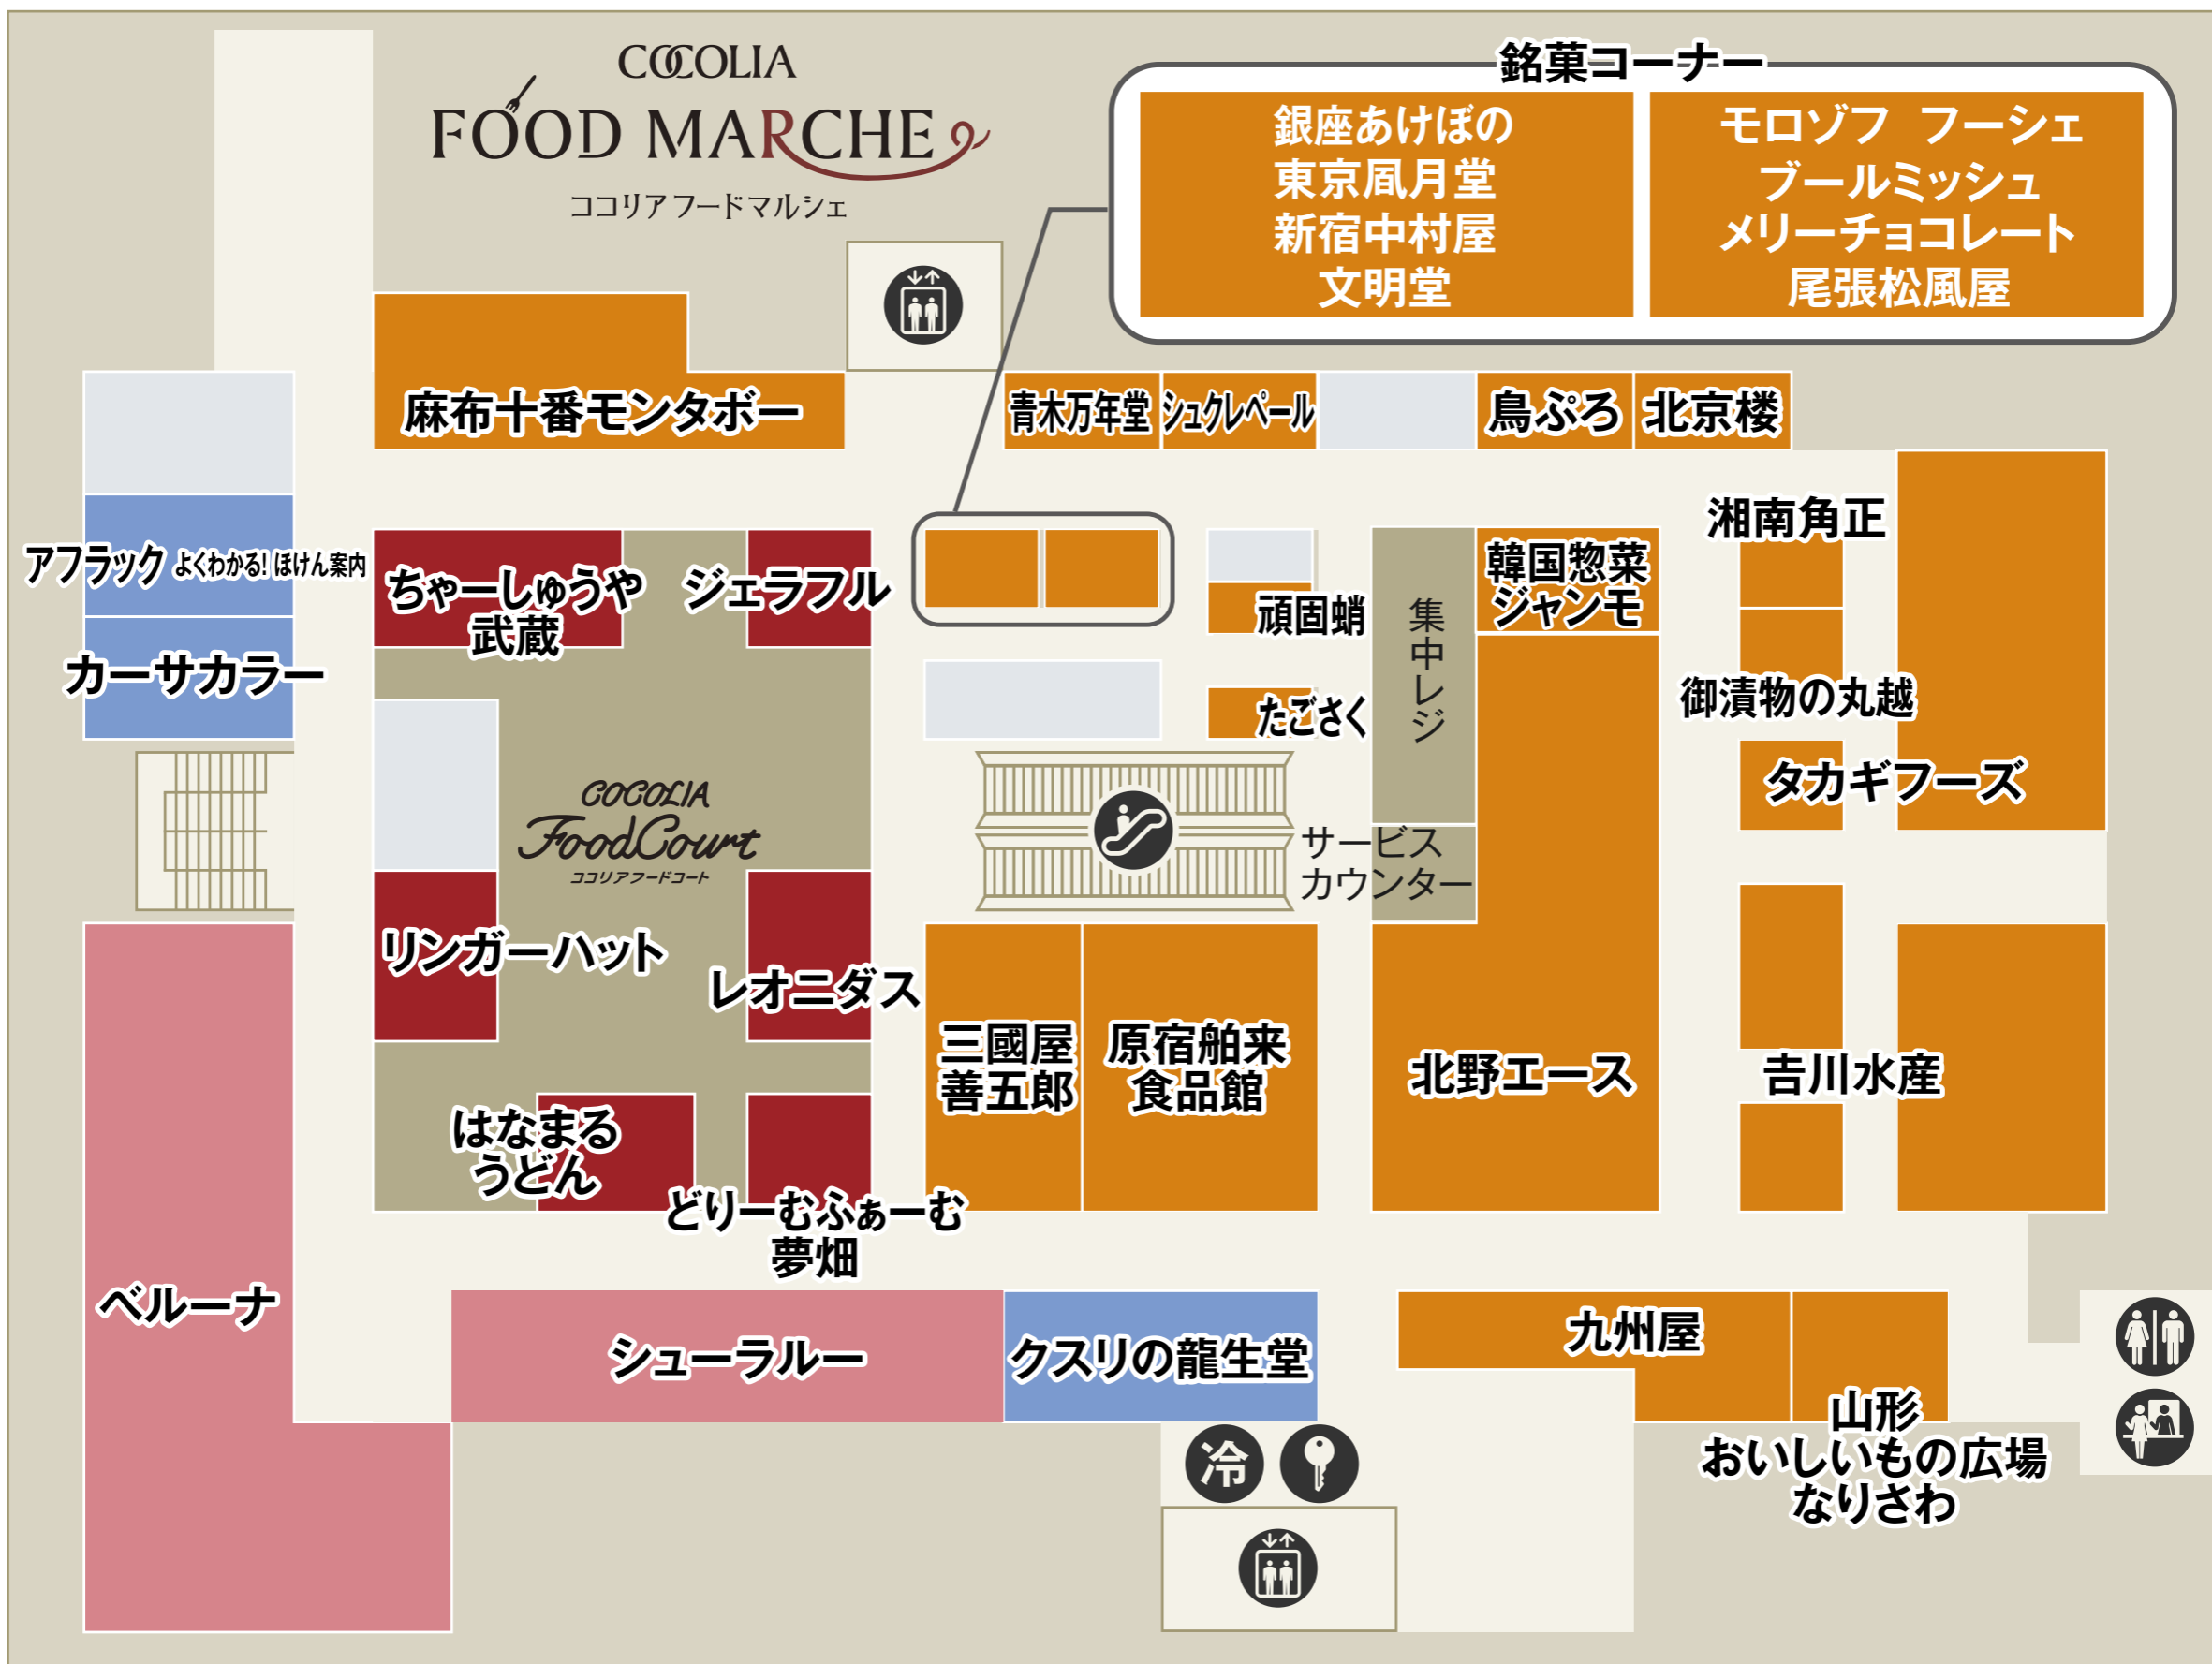 COCOLIA
FOOD MARCHE
ココリア フードマルシェ
銘菓コーナー
銀座あけぼの
東京凮月堂
新宿中村屋
文明堂
モロゾフ フーシェ
ブールミッシュ
メリーチョコレート
尾張松風屋
麻布十番モンタボー
青木万年堂
シュクレペール
鳥ぷろ
北京楼
アフラック よくわかる! ほけん案内
カーサカラー
ちゃーしゅうや
武蔵
ジェラフル
頑固蛸
たごさく
集中レジ
韓国惣菜
ジャンモ
湘南角正
御漬物の丸越
タカギフーズ
COCOLIA
FoodCourt
ココリアフードコート
サービス
カウンター
リンガーハット
レオニダス
三國屋
善五郎
原宿舶来
食品館
北野エース
𠮷川水産
はなまる
うどん
どりーむふぁーむ
夢畑
ベルーナ
シューラルー
クスリの龍生堂
九州屋
山形
おいしいもの広場
なりさわ
冷